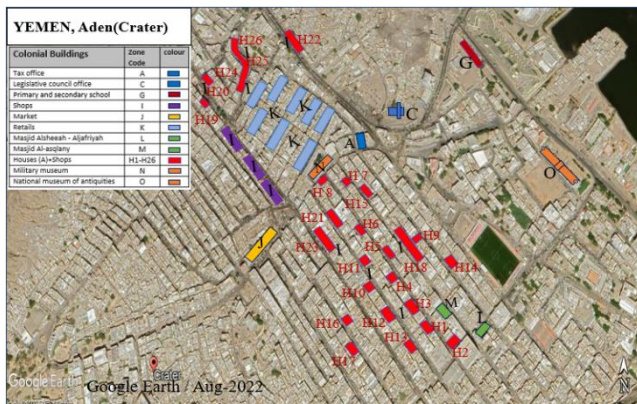 YEMEN, Aden(Crater)
Colonial Buildings Zone Code colour
Tax office A
Legislative council office C
Primary and secondary school G
Shops I
Market J
Retails K
Masjid Alsheeah - Aljafriyah L
Masjid Al-asqlany M
Houses (A)+Shops H1-H26
Military museum N
National museum of antiquities O
H26
H22
I
I
H25
H24
I
H20
H19
K
K
K
K
G
C
A
I
I
I
N
H 8
H 7
H15
O
H21
H6
H23
I
H5
I
H9
H18
H14
J
H11
I
H4
H10
H3
M
H16
H12
I
H1
L
H13
H2
H17
Crater
Google Earth
Google Earth / Aug-2022
N